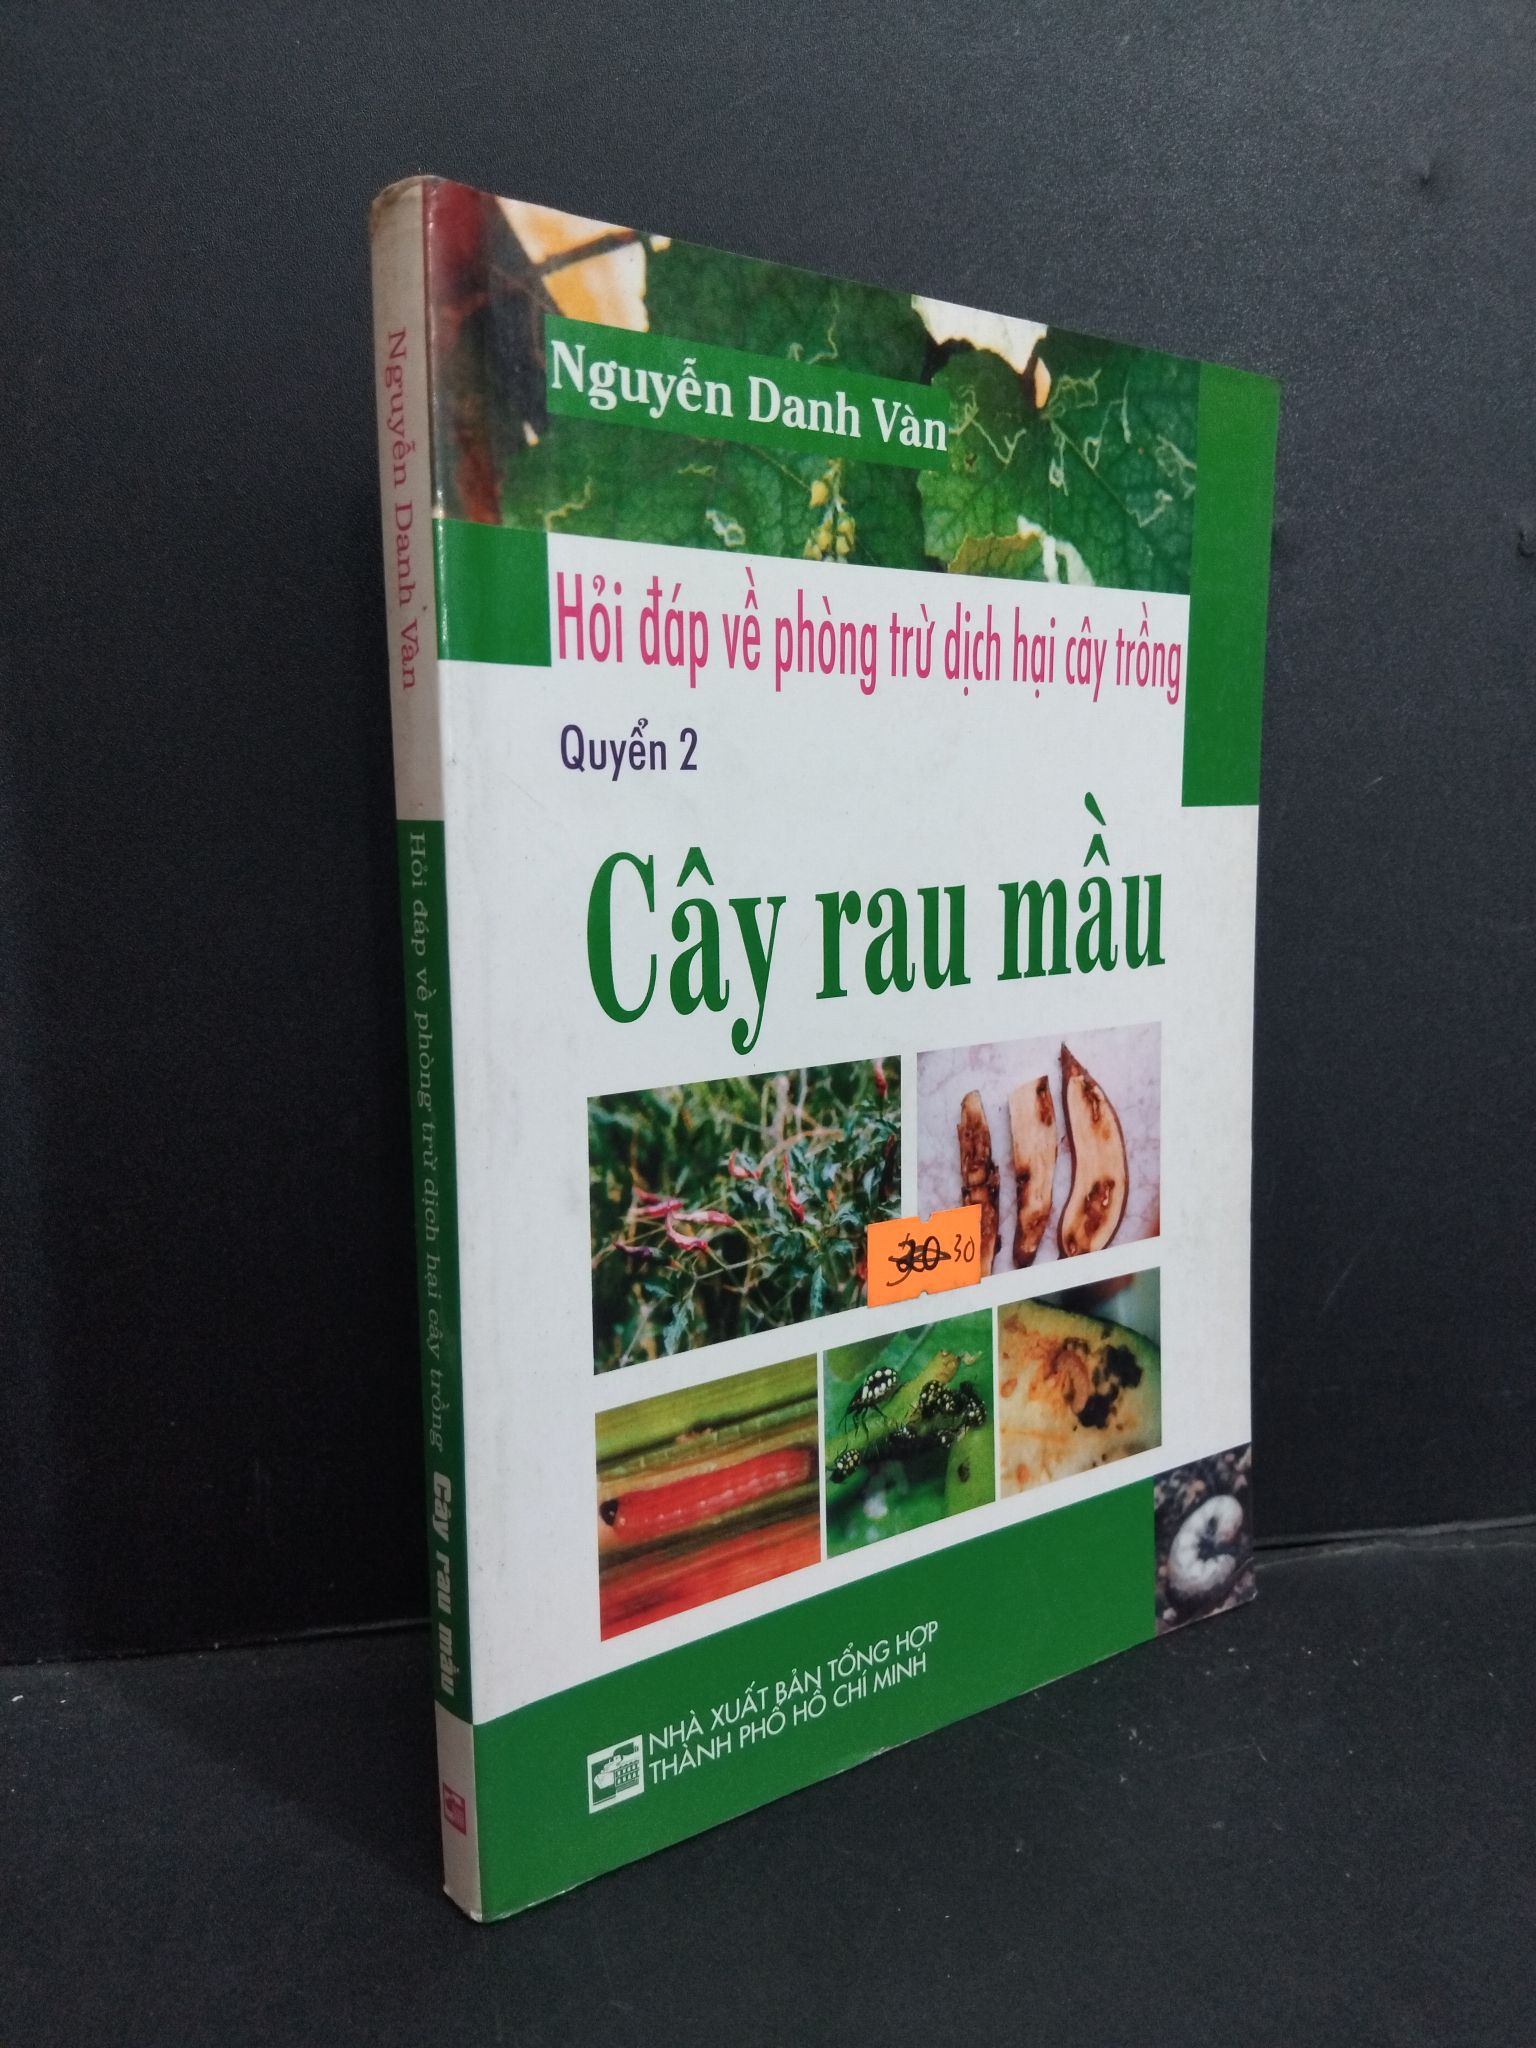 Nguyễn Danh Vàn
Hỏi đáp về phòng trừ dịch hại cây trồng
Quyển 2
Cây rau mầu
30
NHÀ XUẤT BẢN TỔNG HỢP
THÀNH PHỐ HỒ CHÍ MINH
Nguyễn Danh Vàn
Hỏi đáp về phòng trừ dịch hại cây trồng
Cây rau mầu